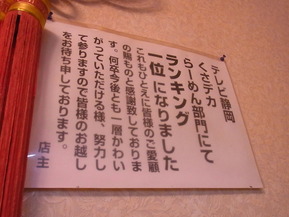 テレビ静岡
くさデカ
らーめん部門にて
ランキング
一位になりました
これもひとえに皆様のご愛顧
の賜ものと感謝致しておりま
す。何卒今後とも一層かわい
がっていただける様、努力し
て参りますので皆様のお越し
をお待ち申しております。
店主